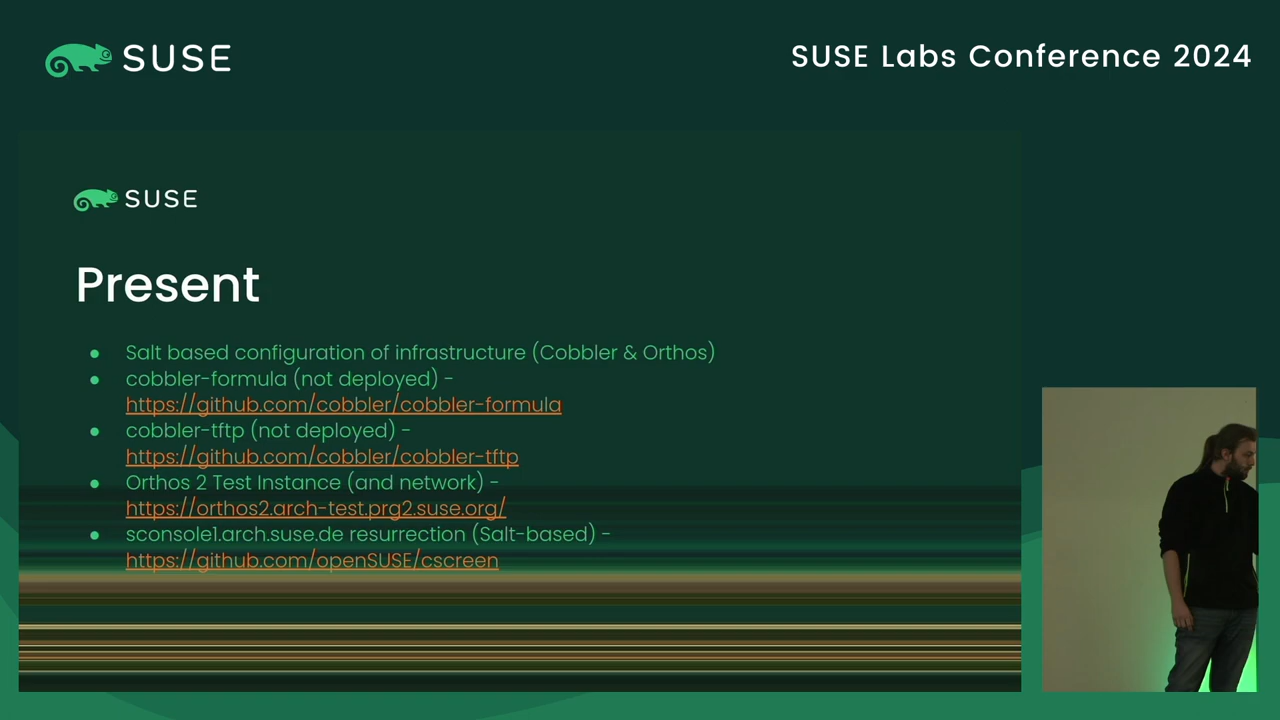 SUSE
SUSE Labs Conference 2024
SUSE
Present
• Salt based configuration of infrastructure (Cobbler & Orthos)
• cobbler-formula (not deployed) -
https://github.com/cobbler/cobbler-formula
• cobbler-tftp (not deployed) -
https://github.com/cobbler/cobbler-tftp
• Orthos 2 Test Instance (and network) -
https://orthos2.arch-test.prg2.suse.org/
• sconsole1.arch.suse.de resurrection (Salt-based) -
https://github.com/openSUSE/cscreen